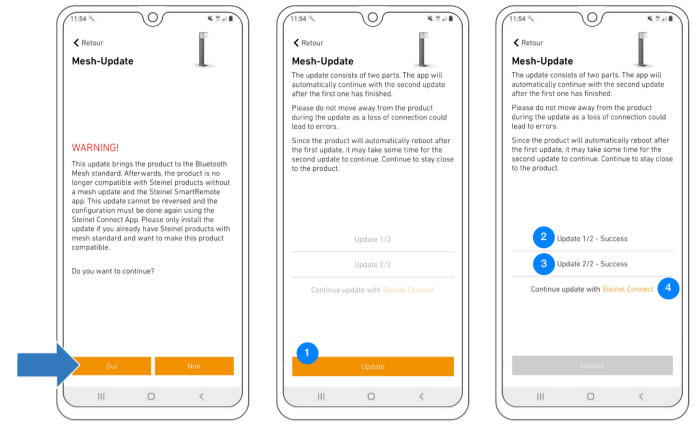 11:54
Retour
Mesh-Update
WARNING!
This update brings the product to the Bluetooth
Mesh standard. Afterwards, the product is no
longer compatible with Steinel products without
a mesh update and the Steinel SmartRemote
app. This update cannot be reversed and the
configuration must be done again using the
Steinel Connect App. Please only install the
update if you already have Steinel products with
mesh standard and want to make this product
compatible.
Do you want to continue?
Oui
Non
11:54
Retour
Mesh-Update
The update consists of two parts. The app will
automatically continue with the second update
after the first one has finished.
Please do not move away from the product
during the update as a loss of connection could
lead to errors.
Since the product will automatically reboot after
the first update, it may take some time for the
second update to continue. Continue to stay close
to the product.
Update 1/2
Update 2/2
Continue update with Steinel Connect
1
Update
11:54
Retour
Mesh-Update
The update consists of two parts. The app will
automatically continue with the second update
after the first one has finished.
Please do not move away from the product
during the update as a loss of connection could
lead to errors.
Since the product will automatically reboot after
the first update, it may take some time for the
second update to continue. Continue to stay close
to the product.
2 Update 1/2 - Success
3 Update 2/2 - Success
Continue update with Steinel Connect 4
Update